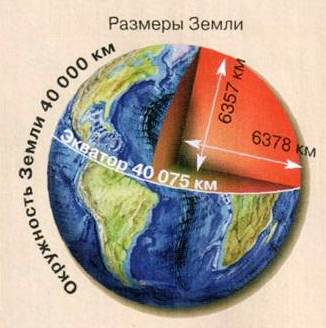 Размеры Земли
Окружность Земли 40 000 км
6357 км
6378 км
Экватор 40 075 км